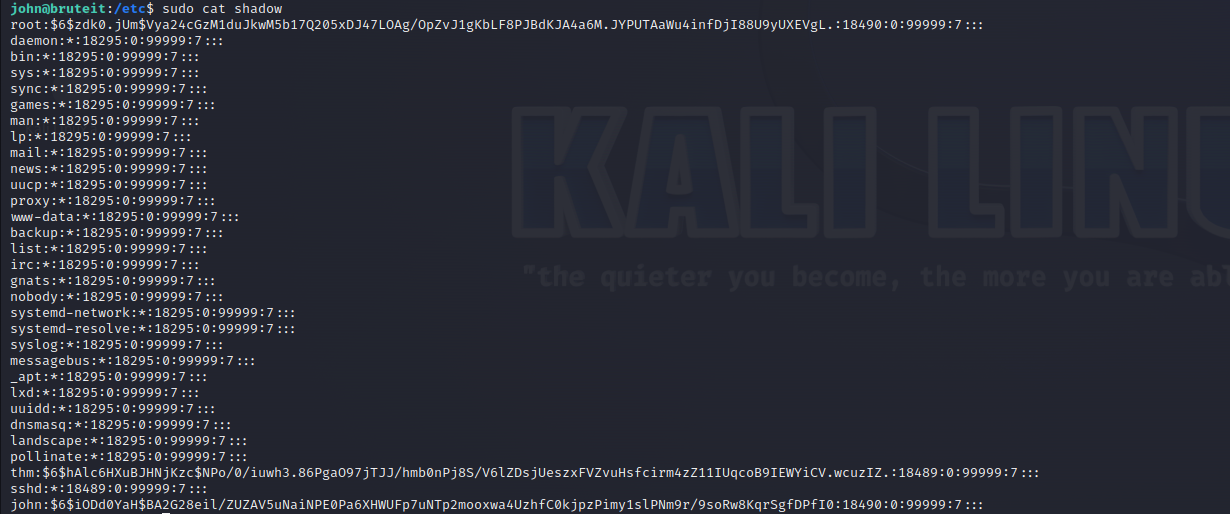 john@bruteit:/etc$ sudo cat shadow
root:$6$zdk0.jUm$Vya24cGzM1duJkwM5b17Q205xDJ47LOAg/OpZvJ1gKbLF8PJBdKJA4a6M.JYPUTAaWu4infDjI88U9yUXEVgL.:18490:0:99999:7:::
daemon:*:18295:0:99999:7:::
bin:*:18295:0:99999:7:::
sys:*:18295:0:99999:7:::
sync:*:18295:0:99999:7:::
games:*:18295:0:99999:7:::
man:*:18295:0:99999:7:::
lp:*:18295:0:99999:7:::
mail:*:18295:0:99999:7:::
news:*:18295:0:99999:7:::
uucp:*:18295:0:99999:7:::
proxy:*:18295:0:99999:7:::
www-data:*:18295:0:99999:7:::
backup:*:18295:0:99999:7:::
list:*:18295:0:99999:7:::
irc:*:18295:0:99999:7:::
gnats:*:18295:0:99999:7:::
nobody:*:18295:0:99999:7:::
systemd-network:*:18295:0:99999:7:::
systemd-resolve:*:18295:0:99999:7:::
syslog:*:18295:0:99999:7:::
messagebus:*:18295:0:99999:7:::
_apt:*:18295:0:99999:7:::
lxd:*:18295:0:99999:7:::
uuidd:*:18295:0:99999:7:::
dnsmasq:*:18295:0:99999:7:::
landscape:*:18295:0:99999:7:::
pollinate:*:18295:0:99999:7:::
thm:$6$hAlc6HXuBJHNjKzc$NPo/0/iuwh3.86PgaO97jTJJ/hmb0nPj8S/V6lZDsjUeszxFVZvuHsfcirm4zZ11IUqcoB9IEWYiCV.wcuzIZ.:18489:0:99999:7:::
sshd:*:18489:0:99999:7:::
john:$6$iODd0YaH$BA2G28eil/ZUZAV5uNaiNPE0Pa6XHWUFp7uNTp2mooxwa4UzhfC0kjpzPimy1slPNm9r/9soRw8KqrSgfDPfI0:18490:0:99999:7:::
KALI LINU
"the quieter you become, the more you are abl